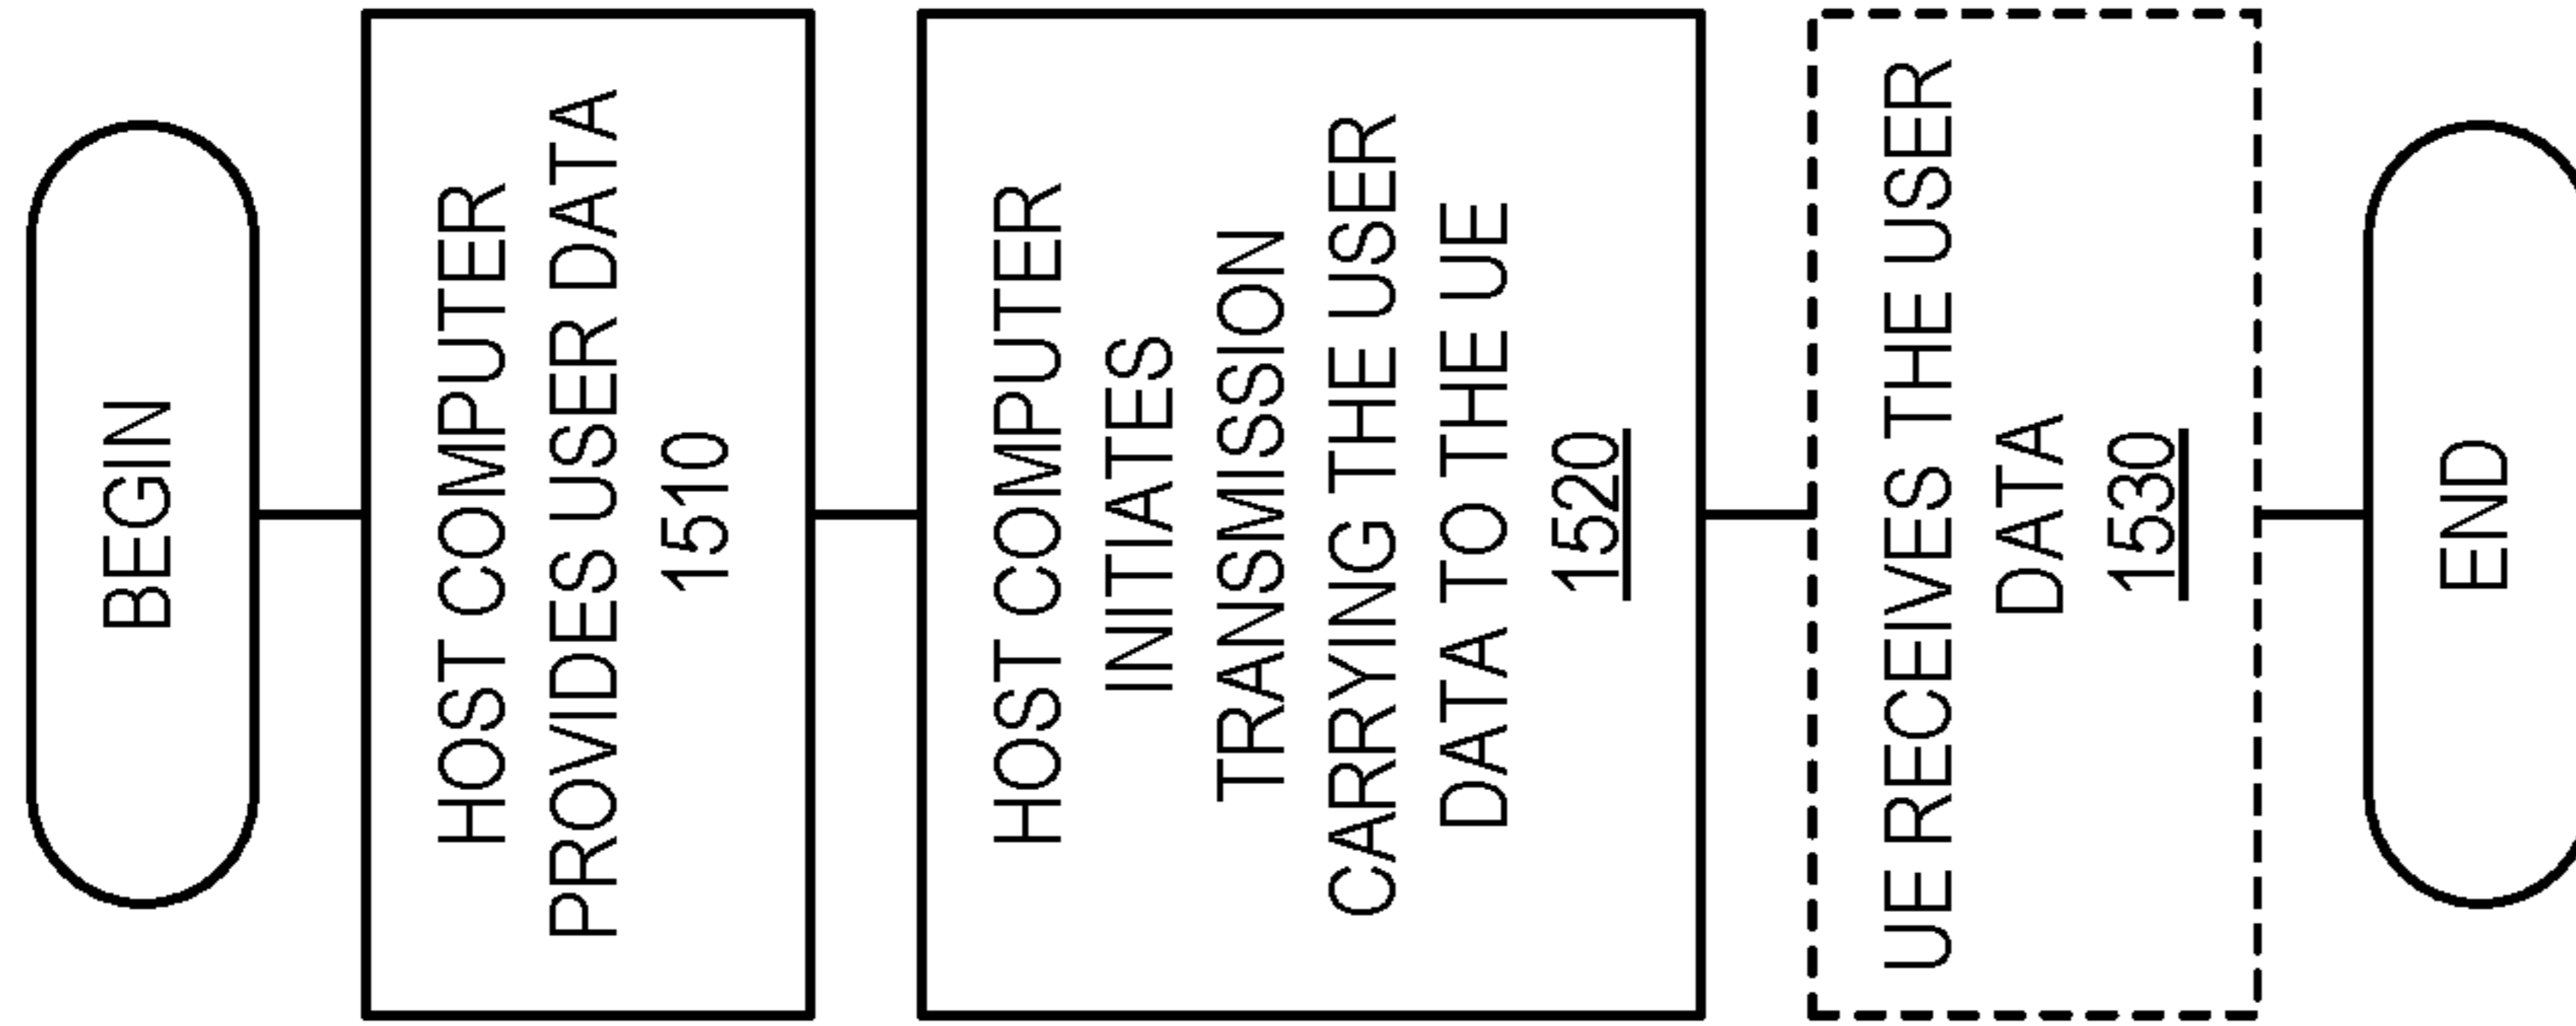 BEGIN
HOST COMPUTER
PROVIDES USER DATA
1510
HOST COMPUTER
INITIATES
TRANSMISSION
CARRYING THE USER
DATA TO THE UE
1520
UE RECEIVES THE USER
DATA
1530
END